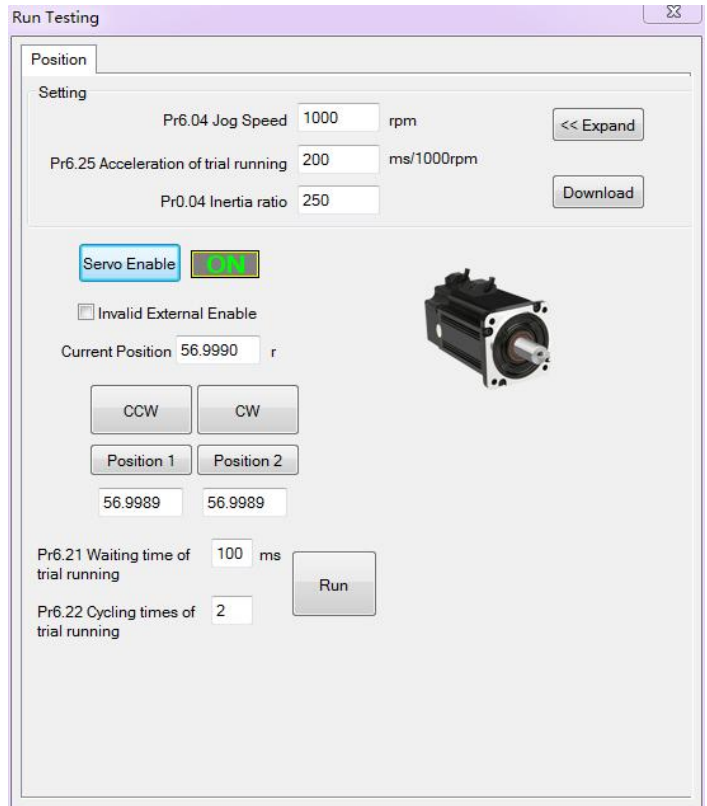 Run Testing
Position
Setting
Pr6.04 Jog Speed 1000 rpm
<< Expand
Pr6.25 Acceleration of trial running 200 ms/1000rpm
Pr0.04 Inertia ratio 250
Download
Servo Enable ON
Invalid External Enable
Current Position 56.9990 r
CCW CW
Position 1 Position 2
56.9989 56.9989
Pr6.21 Waiting time of
trial running
100 ms
Run
Pr6.22 Cycling times of
trial running
2